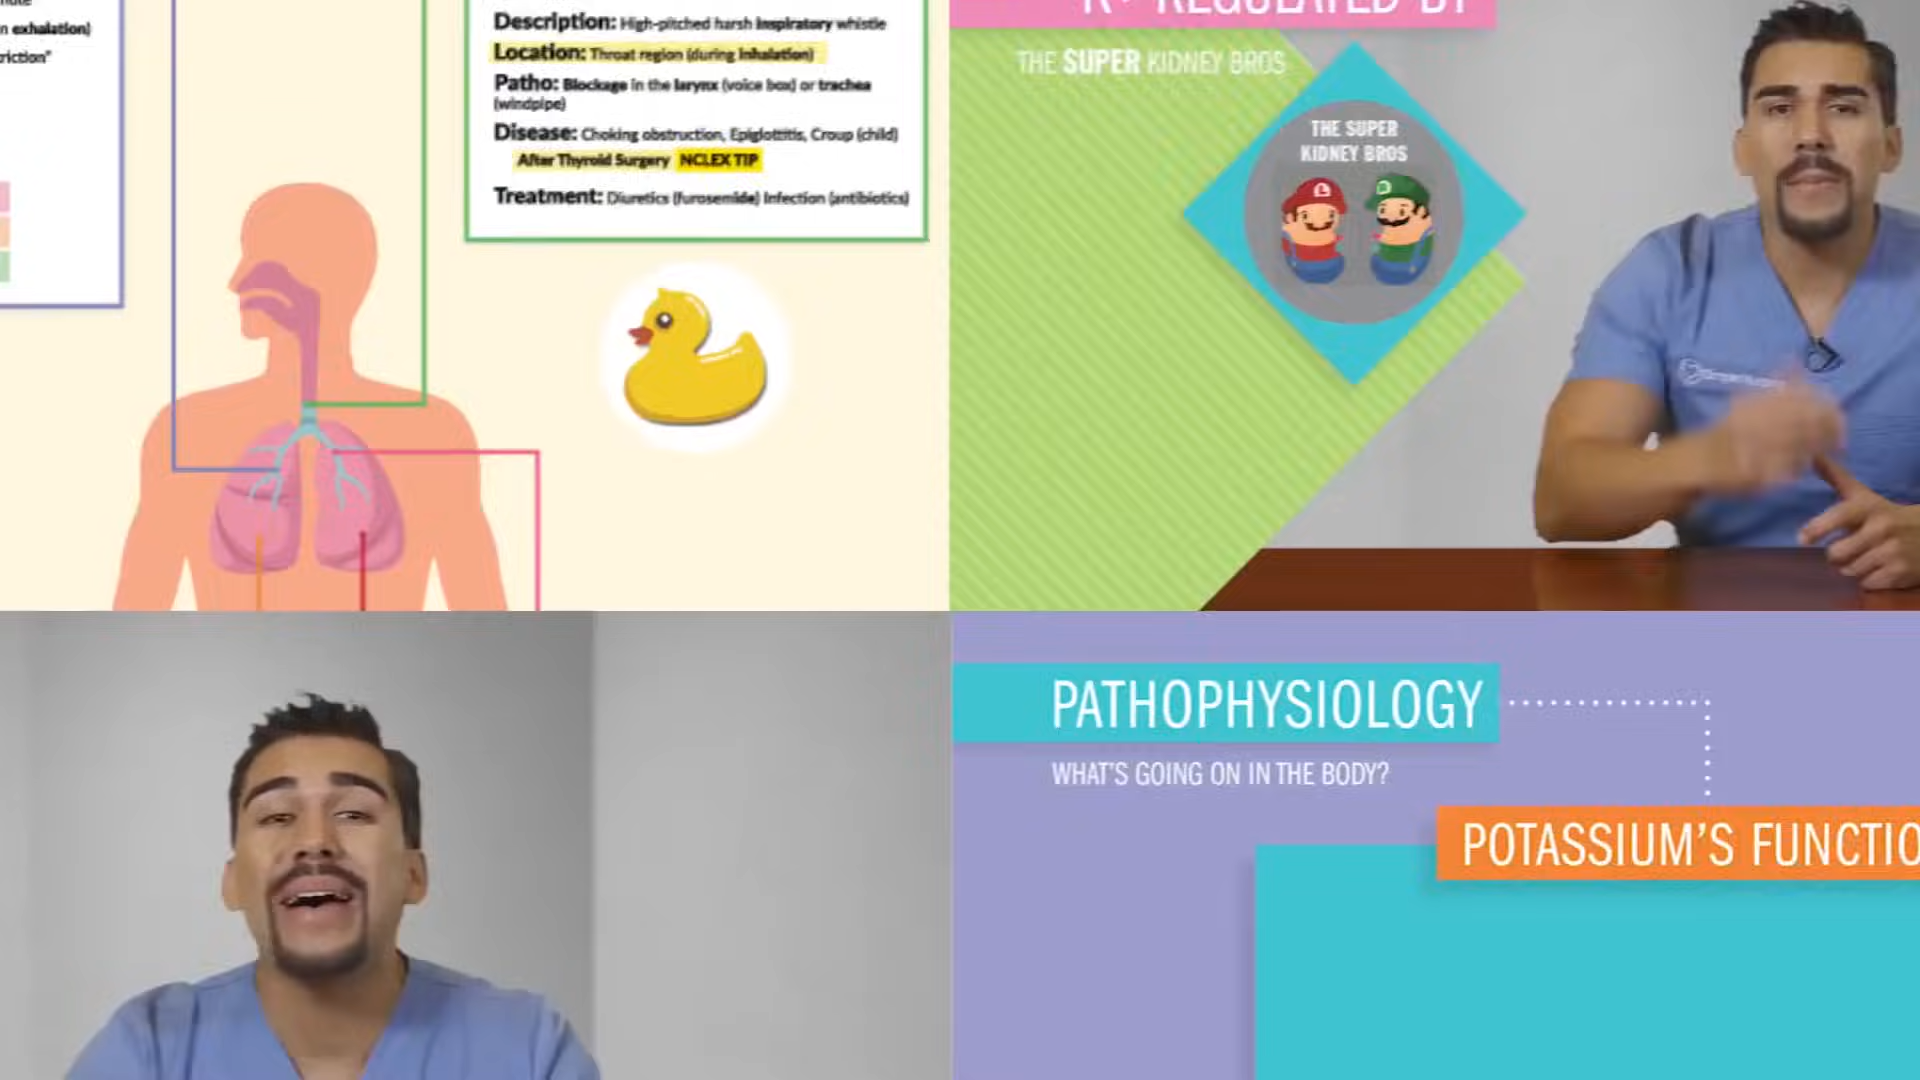 n exhalation)
riction"
Description: High-pitched harsh inspiratory whistle
Location: Throat region (during inhalation)
Patho: Blockage in the larynx (voice box) or trachea
(windpipe)
Disease: Choking obstruction, Epiglottitis, Croup (child)
After Thyroid Surgery NCLEX TIP
Treatment: Diuretics (furosemide) Infection (antibiotics)
K+ REGULATED BY
THE SUPER KIDNEY BROS
THE SUPER
KIDNEY BROS
L
PATHOPHYSIOLOGY
WHAT'S GOING ON IN THE BODY?
POTASSIUM'S FUNCTIO